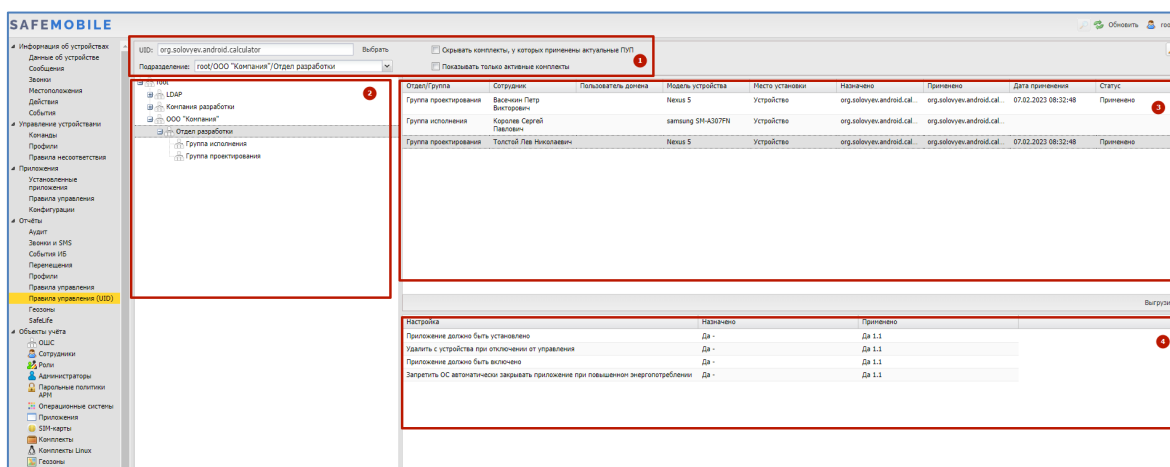 SAFEMOBILE
Обновить
Информация об устройствах
Данные об устройстве
Сообщения
Звонки
Местоположения
Действия
События
Управление устройствами
Команды
Профили
Правила несоответствия
Приложения
Установленные
приложения
Правила управления
Конфигурации
Отчёты
Аудит
Звонки и SMS
События ИБ
Перемещения
Профили
Правила управления
Правила управления (UID)
Геозоны
SafeLife
Объекты учёта
ОШС
Сотрудники
Роли
Администраторы
Парольные политики
АРМ
Операционные системы
Приложения
SIM-карты
Комплекты
Комплекты Linux
Геозоны
UID: org.solovyev.android.calculator Выбрать Скрывать комплекты, у которых применены актуальные ПУП
Подразделение: root/ООО "Компания"/Отдел разработки Показывать только активные комплекты
1
root
LDAP
Компания разработки
ООО "Компания"
Отдел разработки
Группа исполнения
Группа проектирования
2
Отдел/Группа Сотрудник Пользователь домена Модель устройства Место установки Назначено Применено Дата применения Статус
Группа проектирования Васечкин Петр Викторович Nexus 5 Устройство org.solovyev.android.cal... org.solovyev.android.cal... 07.02.2023 08:32:48 Применено
Группа исполнения Королев Сергей Павлович samsung SM-A307FN Устройство org.solovyev.android.cal... org.solovyev.android.cal...
Группа проектирования Толстой Лев Николаевич Nexus 5 Устройство org.solovyev.android.cal... org.solovyev.android.cal... 07.02.2023 08:32:48 Применено
3
Настройка Назначено Применено
Приложение должно быть установлено Да - Да 1.1
Удалить с устройства при отключении от управления Да - Да 1.1
Приложение должно быть включено Да - Да 1.1
Запретить ОС автоматически закрывать приложение при повышенном энергопотреблении Да - Да 1.1
4